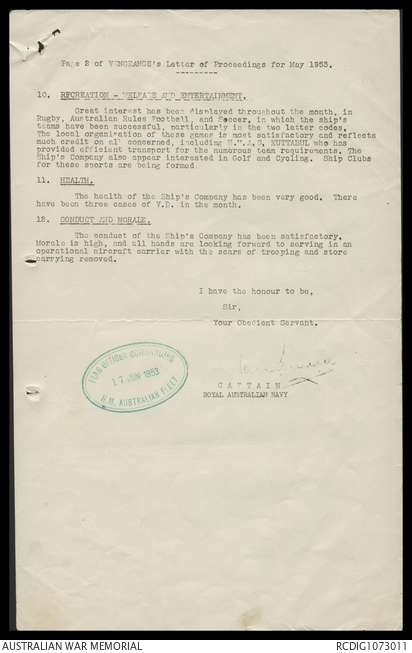 Page 2 of VENGEANCE's Letter of Proceedings for May 1953.
10. RECREATION - WELFARE AND ENTERTAINMENT.
Great interest has been displayed throughout the month, in
Rugby, Australian Rules Football, and Soccer, in which the ship's
teams have been successful, particularly in the two latter codes.
The local organisation of these games is most satisfactory and reflects
much credit on all concerned, including H.M.A.S. KUTTABUL who has
provided efficient transport for the numerous team requirements. The
Ship's Company also appear interested in Golf and Cycling. Ship Clubs
for these sports are being formed.
11. HEALTH.
The health of the Ship's Company has been very good. There
have been three cases of V.D. in the month.
12. CONDUCT AND MORALE.
The conduct of the Ship's Company has been satisfactory.
Morale is high, and all hands are looking forward to serving in an
operational aircraft carrier with the scars of trooping and store
carrying removed.
I have the honour to be,
Sir,
Your Obedient Servant.
CAPTAIN
ROYAL AUSTRALIAN NAVY
FLAG OFFICER COMMANDING
17 JUN 1953
H.M. AUSTRALIAN FLEET
AUSTRALIAN WAR MEMORIAL
RCDIG1073011